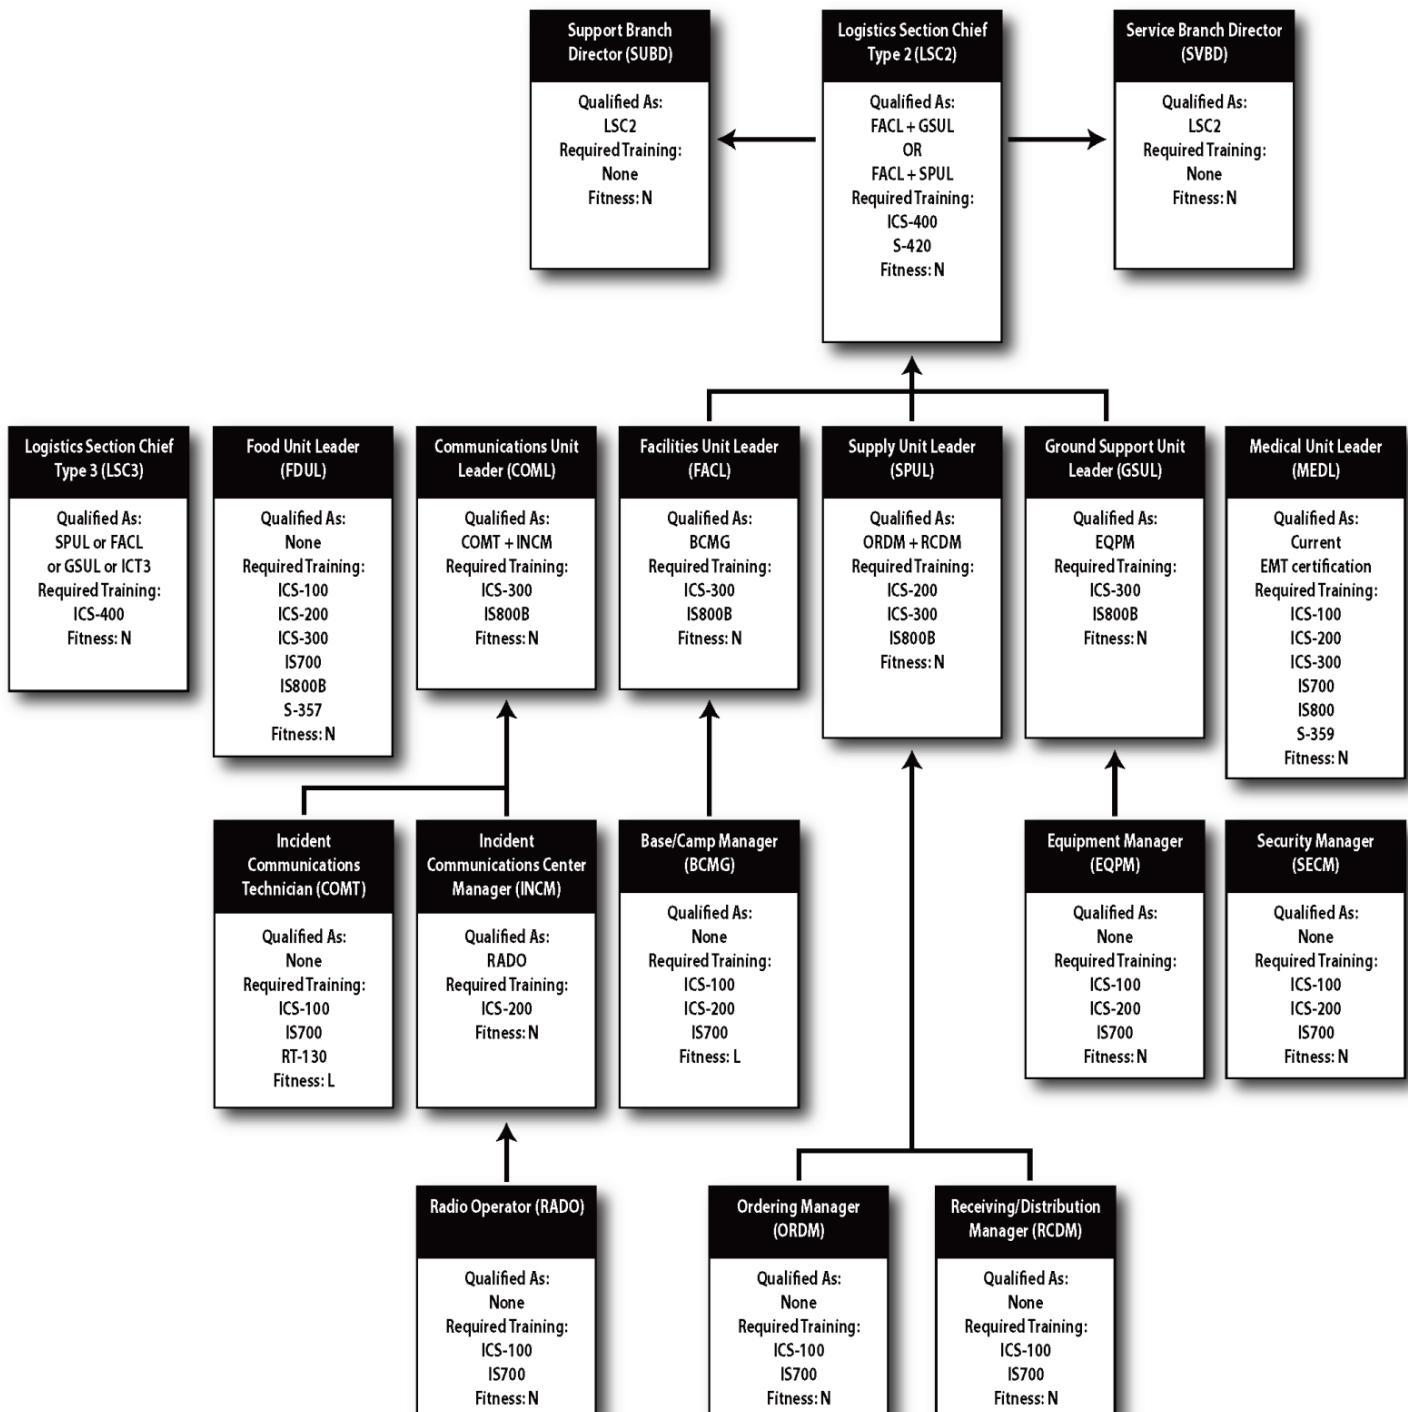 Support Branch
Director (SUBD)
Qualified As:
LSC2
Required Training:
None
Fitness: N
Logistics Section Chief
Type 2 (LSC2)
Qualified As:
FACL + GSUL
OR
FACL + SPUL
Required Training:
ICS-400
S-420
Fitness: N
Service Branch Director
(SVBD)
Qualified As:
LSC2
Required Training:
None
Fitness: N
Logistics Section Chief
Type 3 (LSC3)
Qualified As:
SPUL or FACL
or GSUL or ICT3
Required Training:
ICS-400
Fitness: N
Food Unit Leader
(FDUL)
Qualified As:
None
Required Training:
ICS-100
ICS-200
ICS-300
IS700
IS800B
S-357
Fitness: N
Communications Unit
Leader (COML)
Qualified As:
COMT + INCM
Required Training:
ICS-300
IS800B
Fitness: N
Facilities Unit Leader
(FACL)
Qualified As:
BCMG
Required Training:
ICS-300
IS800B
Fitness: N
Supply Unit Leader
(SPUL)
Qualified As:
ORDM + RCDM
Required Training:
ICS-200
ICS-300
IS800B
Fitness: N
Ground Support Unit
Leader (GSUL)
Qualified As:
EQPM
Required Training:
ICS-300
IS800B
Fitness: N
Medical Unit Leader
(MEDL)
Qualified As:
Current
EMT certification
Required Training:
ICS-100
ICS-200
ICS-300
IS700
IS800
S-359
Fitness: N
Incident
Communications
Technician (COMT)
Qualified As:
None
Required Training:
ICS-100
IS700
RT-130
Fitness: L
Incident
Communications Center
Manager (INCM)
Qualified As:
RADO
Required Training:
ICS-200
Fitness: N
Base/Camp Manager
(BCMG)
Qualified As:
None
Required Training:
ICS-100
ICS-200
IS700
Fitness: L
Equipment Manager
(EQPM)
Qualified As:
None
Required Training:
ICS-100
ICS-200
IS700
Fitness: N
Security Manager
(SECM)
Qualified As:
None
Required Training:
ICS-100
ICS-200
IS700
Fitness: N
Radio Operator (RADO)
Qualified As:
None
Required Training:
ICS-100
IS700
Fitness: N
Ordering Manager
(ORDM)
Qualified As:
None
Required Training:
ICS-100
IS700
Fitness: N
Receiving/Distribution
Manager (RCDM)
Qualified As:
None
Required Training:
ICS-100
IS700
Fitness: N